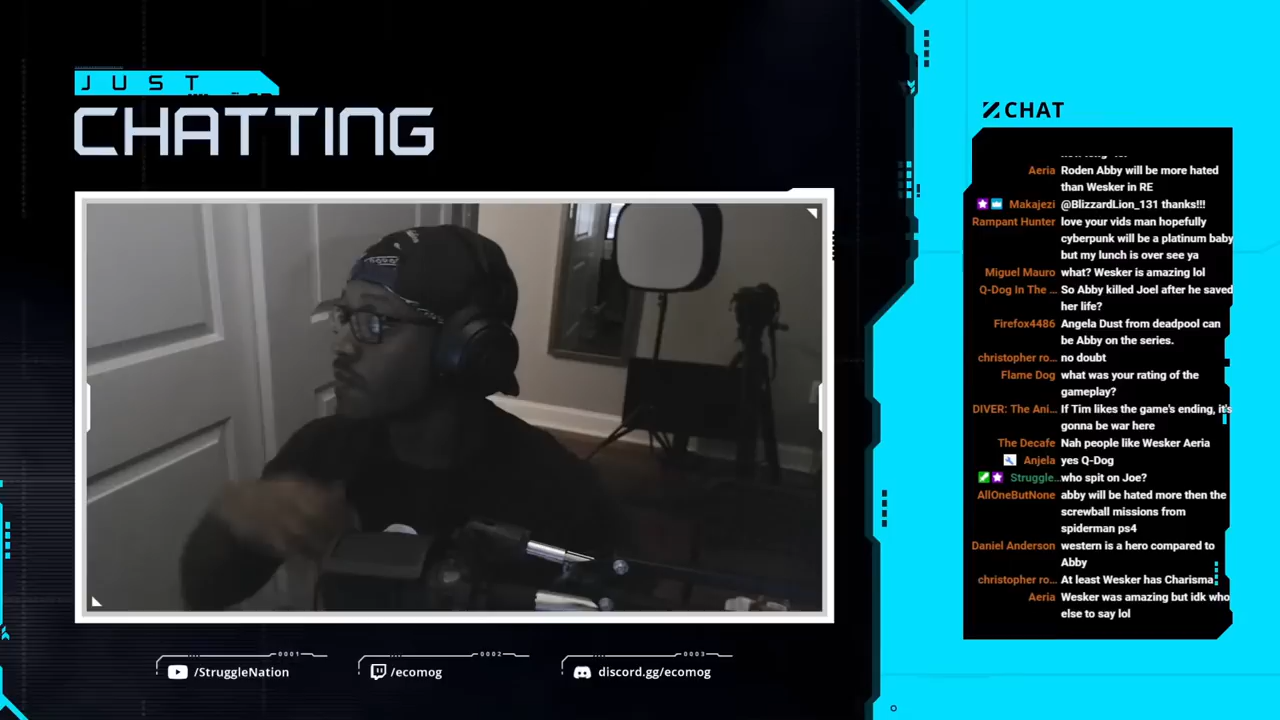 JUST
CHATTING
CHAT
Aeria Roden Abby will be more hated
than Wesker in RE
Makajezi @BlizzardLion_131 thanks!!!
Rampant Hunter love your vids man hopefully
cyberpunk will be a platinum baby
but my lunch is over see ya
Miguel Mauro what? Wesker is amazing lol
Q-Dog In The ... So Abby killed Joel after he saved
her life?
Firefox4486 Angela Dust from deadpool can
be Abby on the series.
christopher ro... no doubt
Flame Dog what was your rating of the
gameplay?
DIVER: The Ani... If Tim likes the game's ending, it's
gonna be war here
The Decafe Nah people like Wesker Aeria
Anjela yes Q-Dog
Struggle... who spit on Joe?
AllOneButNone abby will be hated more then the
screwball missions from
spiderman ps4
Daniel Anderson western is a hero compared to
Abby
christopher ro... At least Wesker has Charisma
Aeria Wesker was amazing but idk who
else to say lol
0001 0002 0003
/StruggleNation /ecomog discord.gg/ecomog